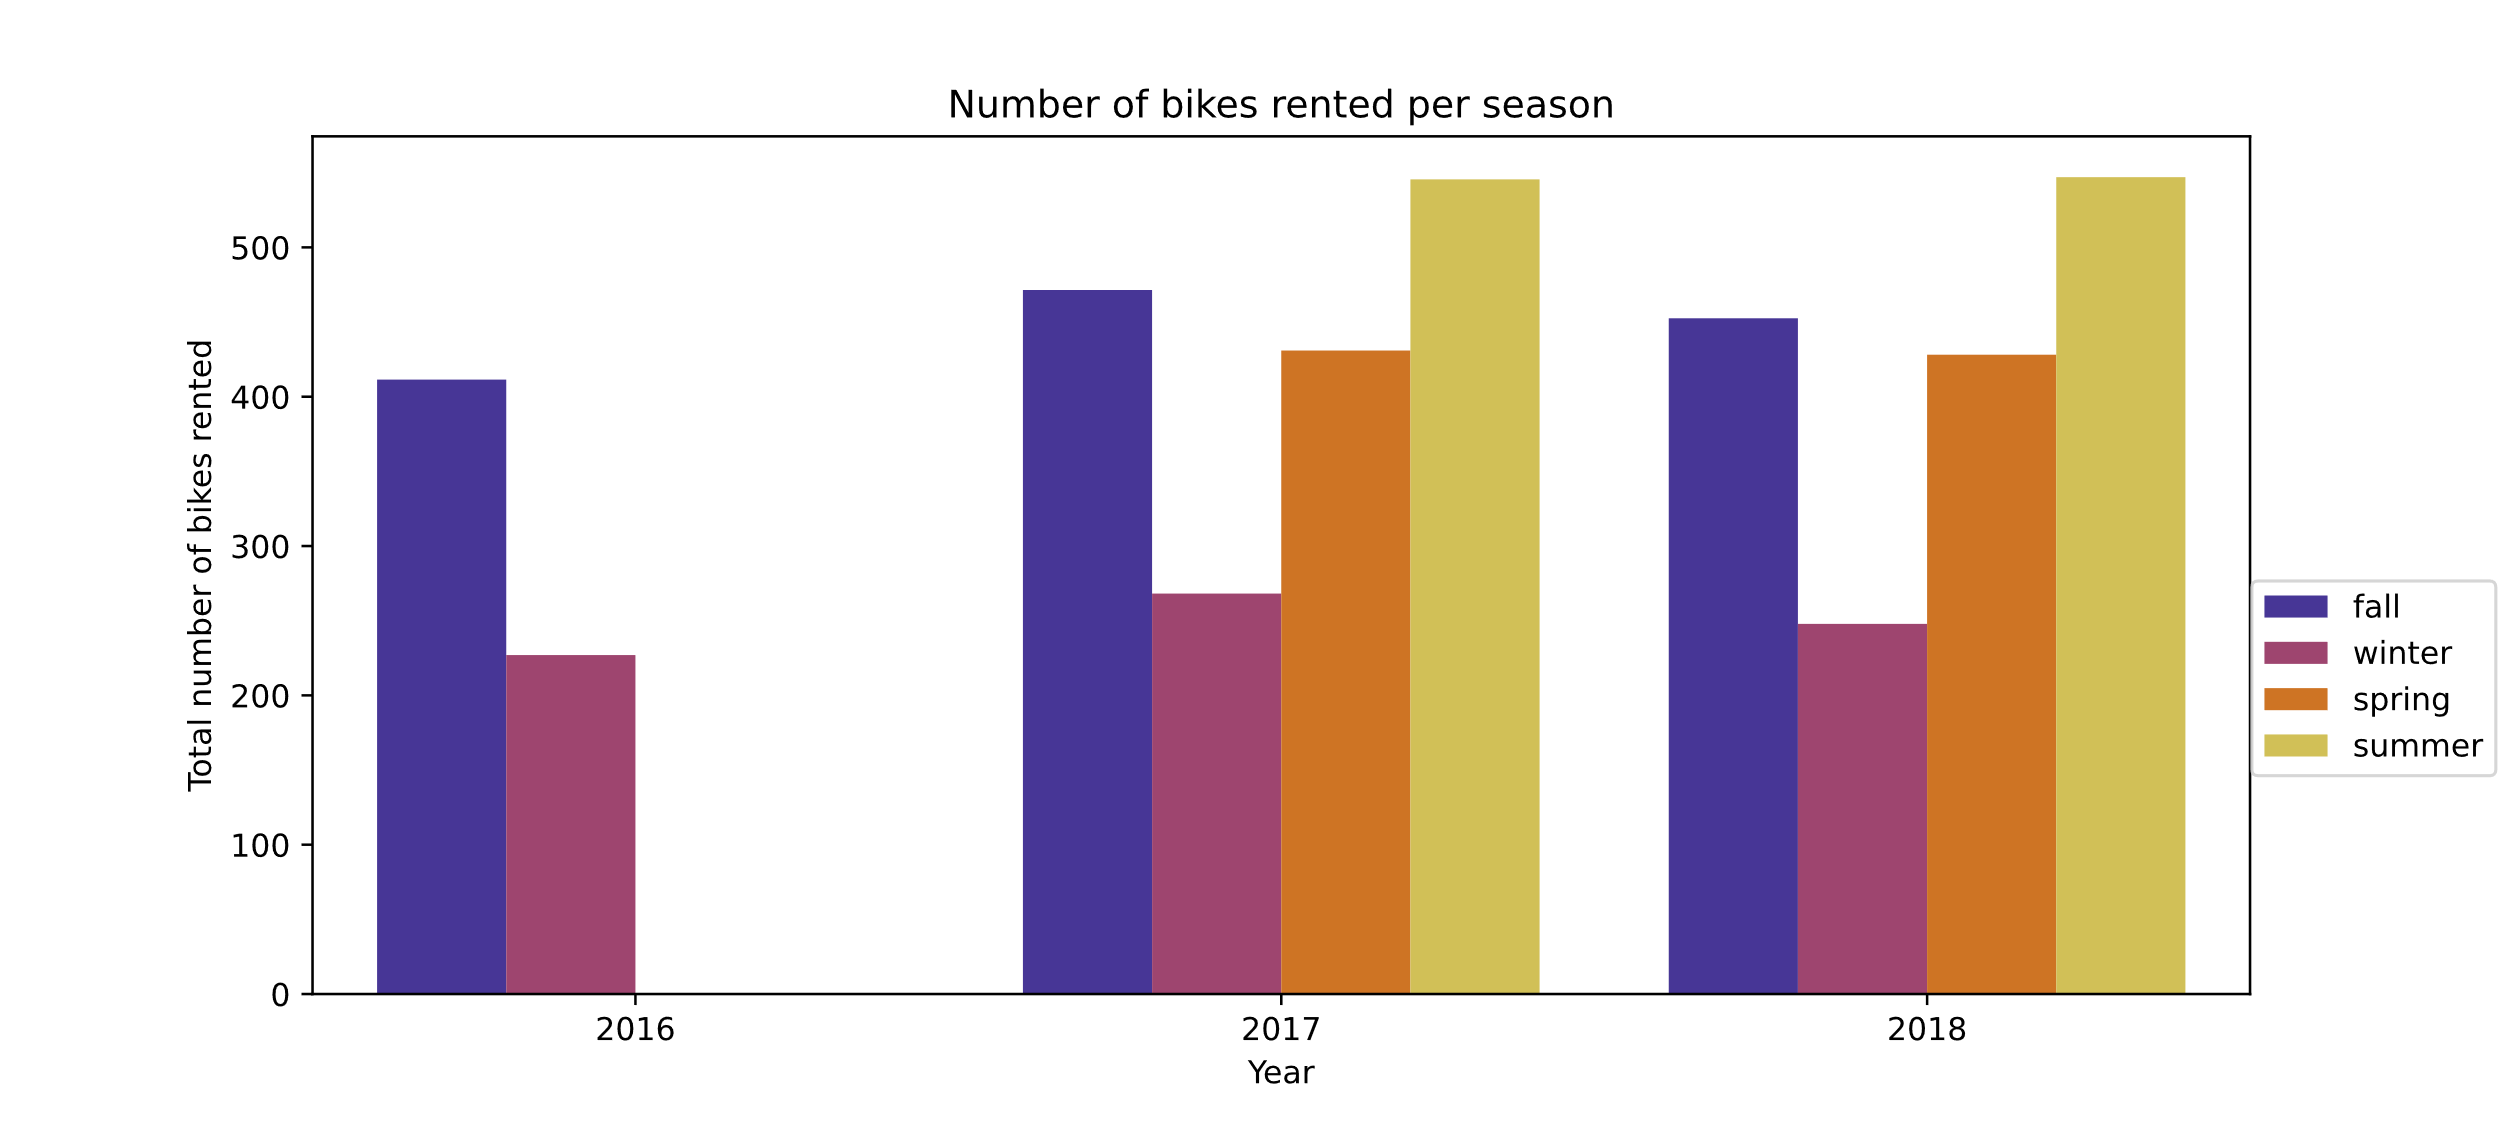 Number of bikes rented per season
Total number of bikes rented
500
400
300
200
100
0
2016
2017
2018
Year
fall
winter
spring
summer